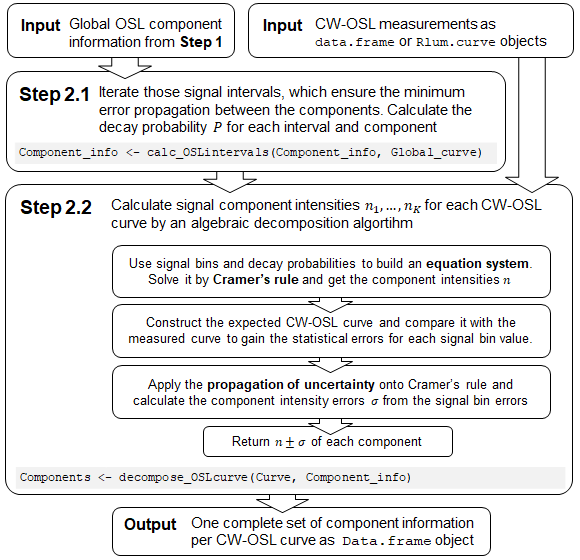 Input Global OSL component
information from Step 1
Input CW-OSL measurements as
data.frame or Rlum.curve objects
Step 2.1 Iterate those signal intervals, which ensure the minimum
error propagation between the components. Calculate the
decay probability P for each interval and component
Component_info <- calc_OSLintervals(Component_info, Global_curve)
Step 2.2 Calculate signal component intensities n₁,…,n_K for each CW-OSL
curve by an algebraic decomposition algortihm
Use signal bins and decay probabilities to build an equation system.
Solve it by Cramer's rule and get the component intensities n
Construct the expected CW-OSL curve and compare it with the
measured curve to gain the statistical errors for each signal bin value.
Apply the propagation of uncertainty onto Cramer's rule and
calculate the component intensity errors σ from the signal bin errors
Return n ± σ of each component
Components <- decompose_OSLcurve(Curve, Component_info)
Output One complete set of component information
per CW-OSL curve as Data.frame object